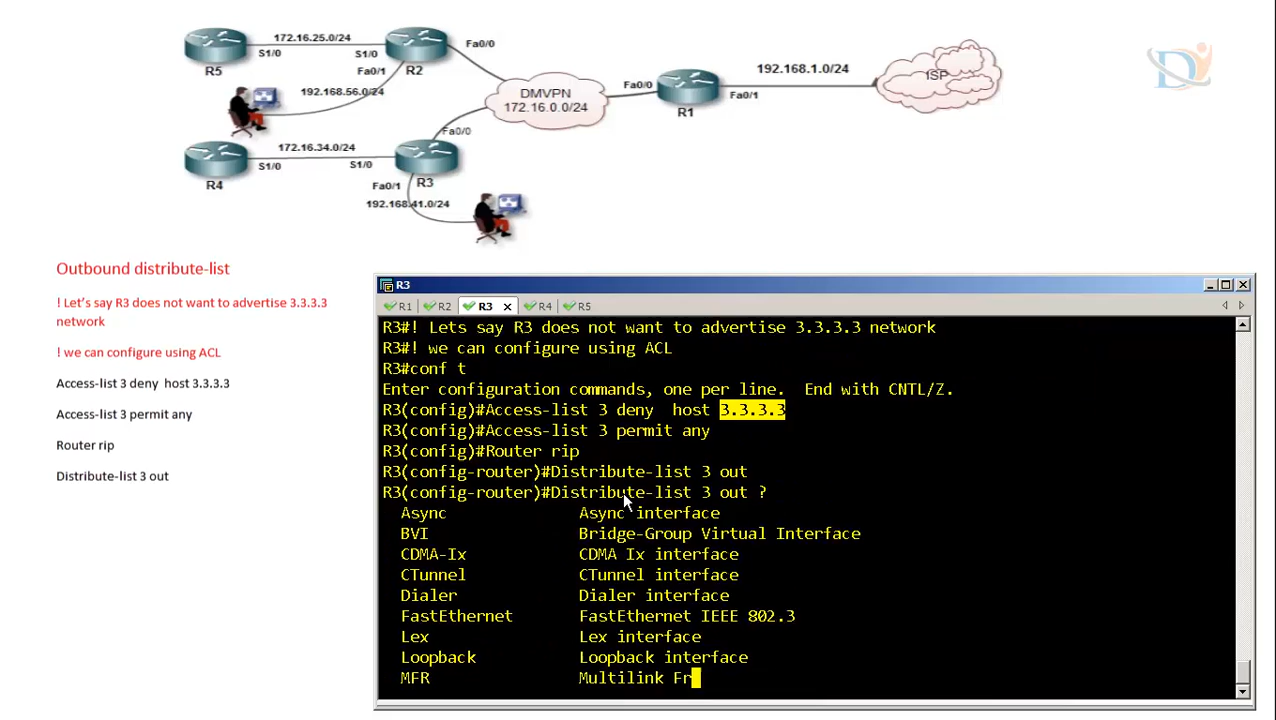 172.16.25.0/24
S1/0
S1/0
Fa0/0
R5
R2
Fa0/1
192.168.56.0/24
DMVPN
172.16.0.0/24
Fa0/0
R1
192.168.1.0/24
Fa0/1
ISP
Fa0/0
172.16.34.0/24
S1/0
S1/0
R4
R3
Fa0/1
192.168.41.0/24
Outbound distribute-list
! Let's say R3 does not want to advertise 3.3.3.3
network
! we can configure using ACL
Access-list 3 deny  host 3.3.3.3
Access-list 3 permit any
Router rip
Distribute-list 3 out
R3
R1
R2
R3
R4
R5
R3#! Lets say R3 does not want to advertise 3.3.3.3 network
R3#! we can configure using ACL
R3#conf t
Enter configuration commands, one per line.  End with CNTL/Z.
R3(config)#Access-list 3 deny  host 3.3.3.3
R3(config)#Access-list 3 permit any
R3(config)#Router rip
R3(config-router)#Distribute-list 3 out
R3(config-router)#Distribute-list 3 out ?
Async Async interface
BVI Bridge-Group Virtual Interface
CDMA-Ix CDMA Ix interface
CTunnel CTunnel interface
Dialer Dialer interface
FastEthernet FastEthernet IEEE 802.3
Lex Lex interface
Loopback Loopback interface
MFR Multilink Fr